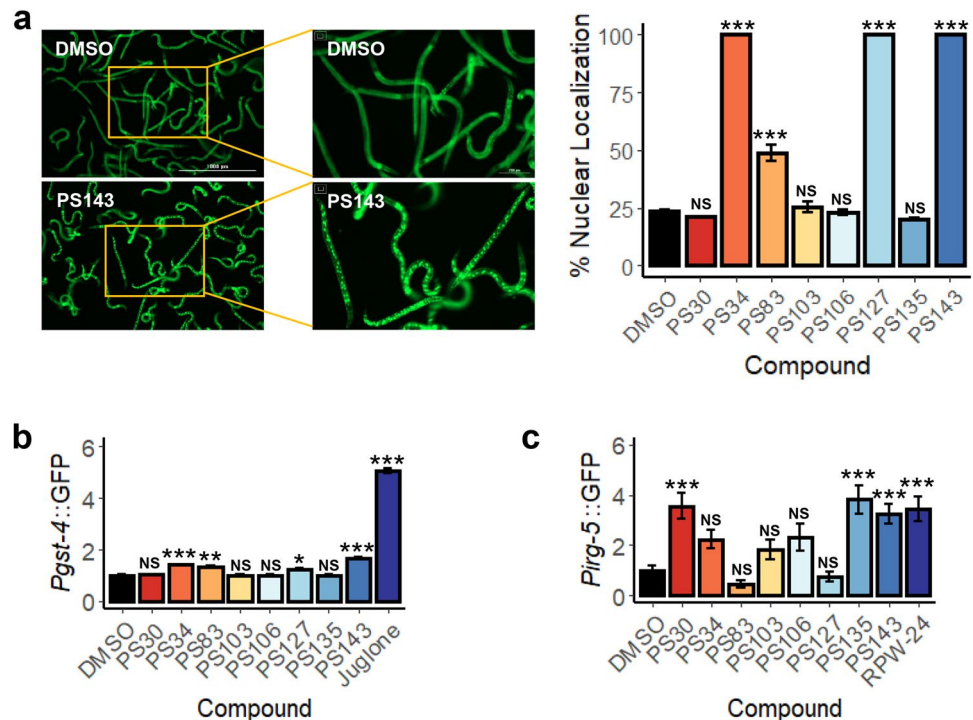 a
DMSO
DMSO
1000 µm
PS143
PS143
% Nuclear Localization
100
75
50
25
0
***
***
***
***
NS
NS
NS
NS
DMSO
PS30
PS34
PS83
PS103
PS106
PS127
PS135
PS143
Compound
b
Pgst-4::GFP
6
4
2
0
NS
***
**
NS
NS
*
NS
***
***
DMSO
PS30
PS34
PS83
PS103
PS106
PS127
PS135
PS143
Juglone
Compound
c
Pirg-5::GFP
6
4
2
0
***
NS
NS
NS
NS
NS
***
***
***
DMSO
PS30
PS34
PS83
PS103
PS106
PS127
PS135
PS143
RPW-24
Compound